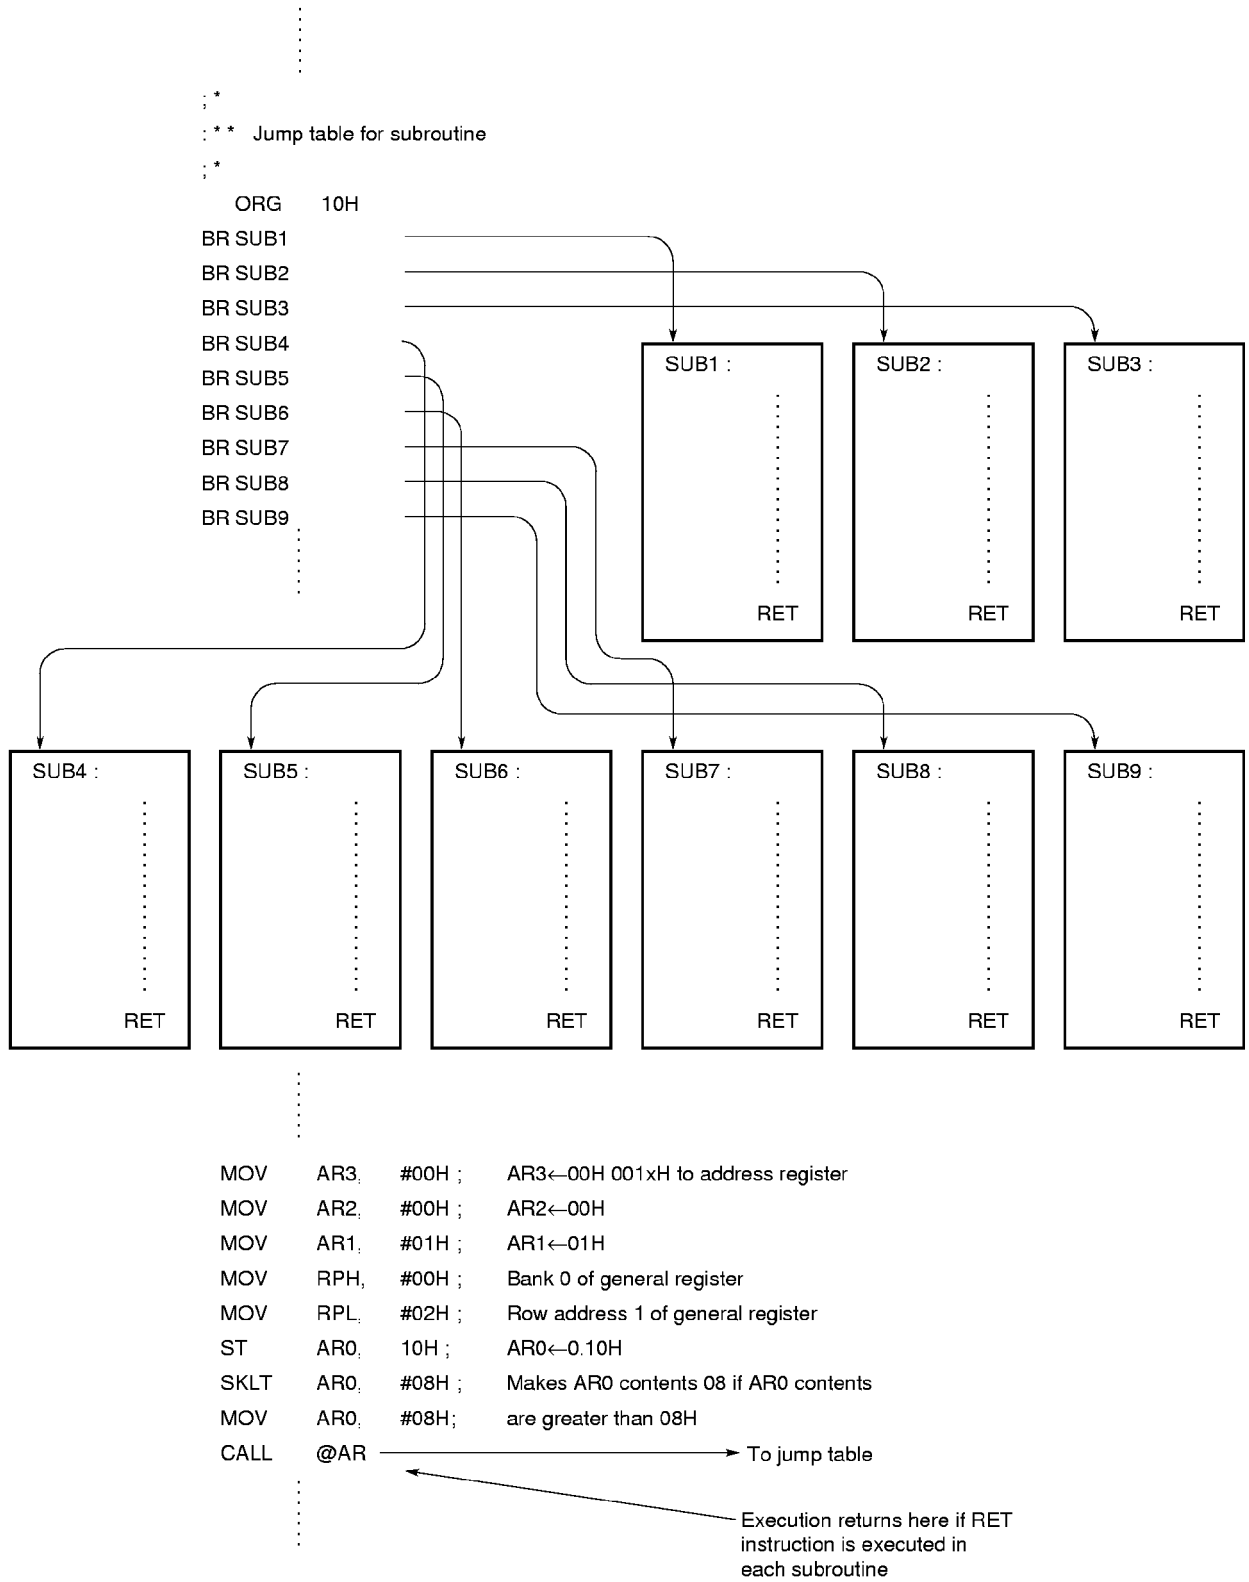 ; *
: * * Jump table for subroutine
; *
ORG 10H
BR SUB1
BR SUB2
BR SUB3
BR SUB4
BR SUB5
BR SUB6
BR SUB7
BR SUB8
BR SUB9
SUB1 :
RET
SUB2 :
RET
SUB3 :
RET
SUB4 :
RET
SUB5 :
RET
SUB6 :
RET
SUB7 :
RET
SUB8 :
RET
SUB9 :
RET
MOV AR3, #00H ; AR3←00H 001xH to address register
MOV AR2, #00H ; AR2←00H
MOV AR1, #01H ; AR1←01H
MOV RPH, #00H ; Bank 0 of general register
MOV RPL, #02H ; Row address 1 of general register
ST AR0, 10H ; AR0←0.10H
SKLT AR0, #08H ; Makes AR0 contents 08 if AR0 contents
MOV AR0, #08H; are greater than 08H
CALL @AR To jump table
Execution returns here if RET
instruction is executed in
each subroutine